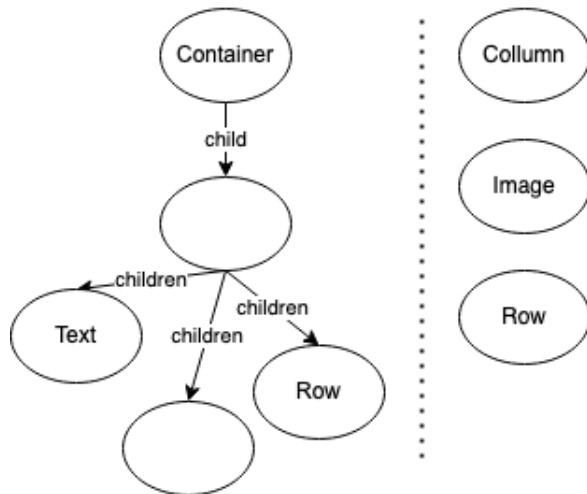 Container
child
children
children
children
Text
Row
Collumn
Image
Row